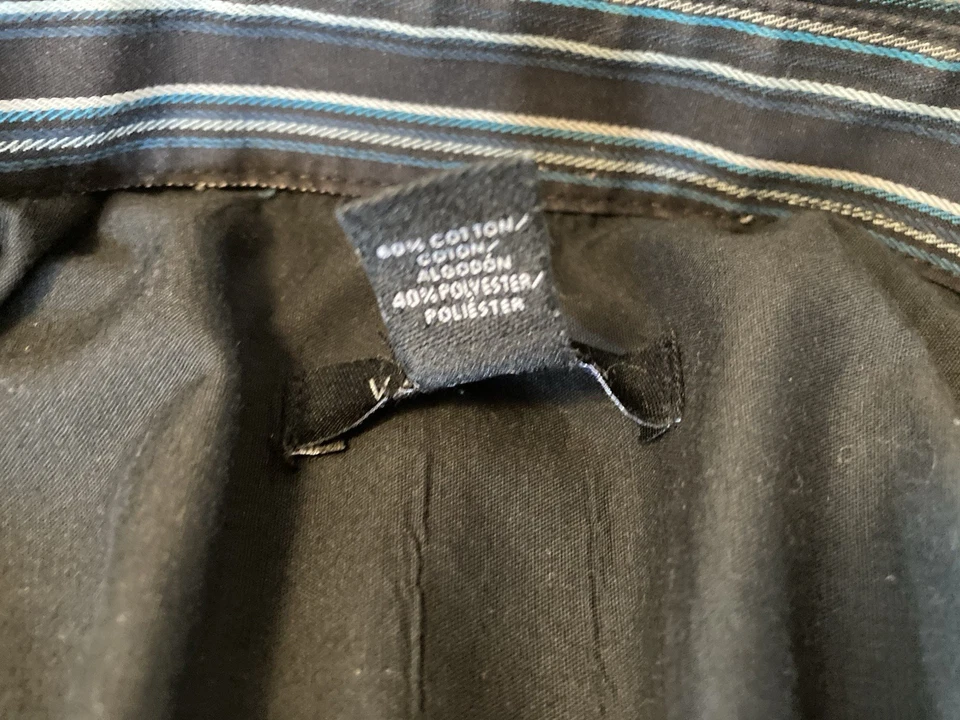 60% COTTON/
COTON/
ALGODÓN
40% POLYESTER/
POLIÉSTER